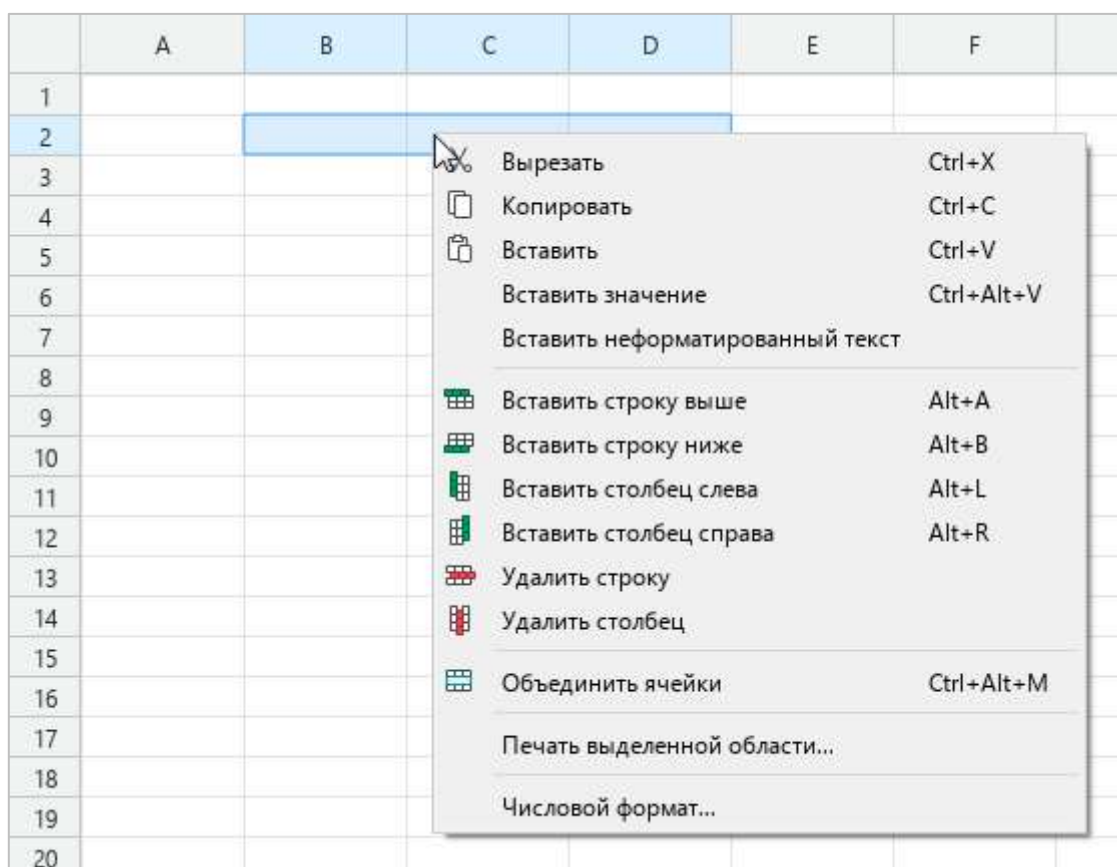 A B C D E F
1
2
Вырезать Ctrl+X
3
Копировать Ctrl+C
4
Вставить Ctrl+V
5
Вставить значение Ctrl+Alt+V
6
Вставить неформатированный текст
7
8
Вставить строку выше Alt+A
9
Вставить строку ниже Alt+B
10
Вставить столбец слева Alt+L
11
Вставить столбец справа Alt+R
12
Удалить строку
13
Удалить столбец
14
15
Объединить ячейки Ctrl+Alt+M
16
17
Печать выделенной области...
18
Числовой формат...
19
20